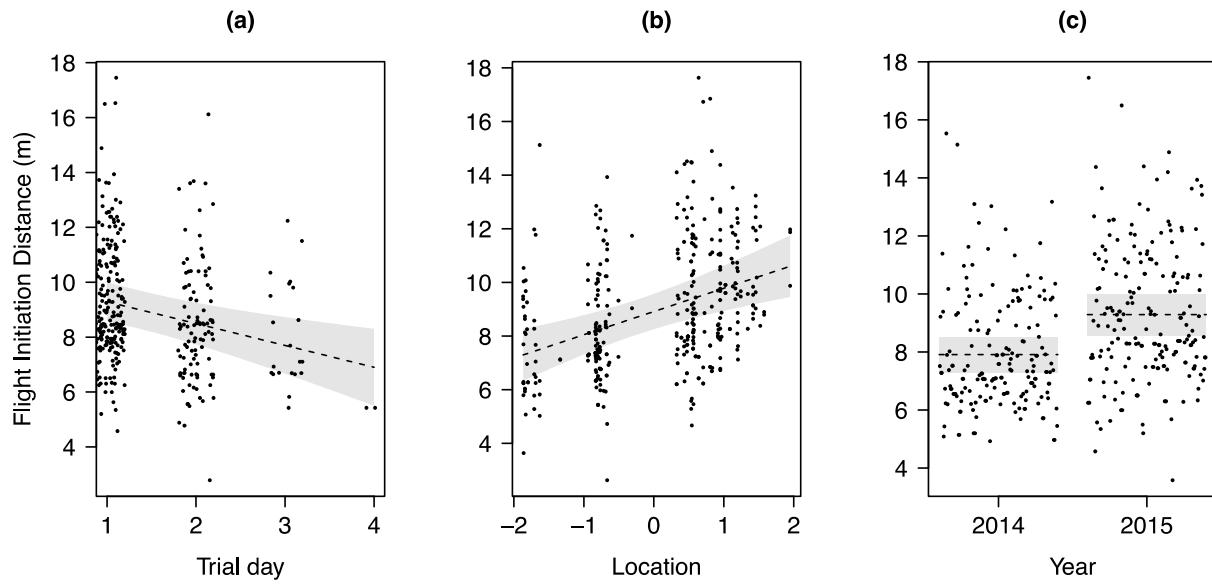 (a) (b) (c)
Flight Initiation Distance (m)
18 16 14 12 10 8 6 4
18 16 14 12 10 8 6 4
18 16 14 12 10 8 6 4
1 2 3 4 −2 −1 0 1 2 2014 2015
Trial day Location Year